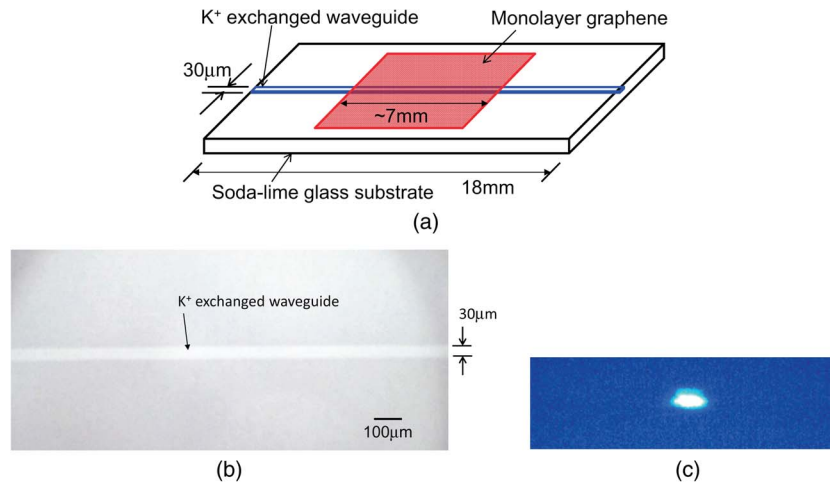 K⁺ exchanged waveguide
Monolayer graphene
30μm
~7mm
Soda-lime glass substrate
18mm
(a)
K⁺ exchanged waveguide
30μm
100μm
(b)
(c)